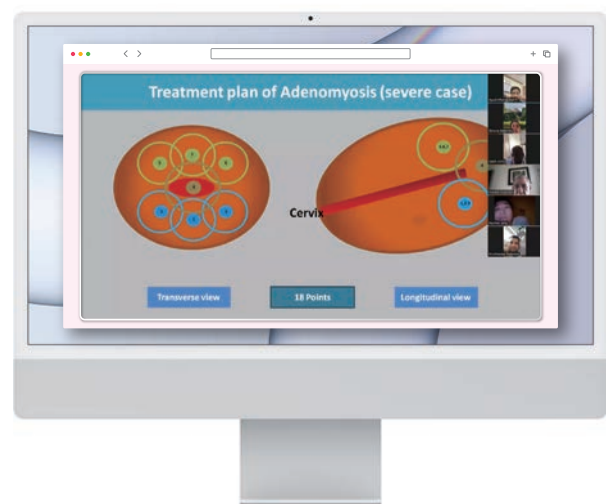 Treatment plan of Adenomyosis (severe case)
Cervix
Transverse view
18 Points
Longitudinal view